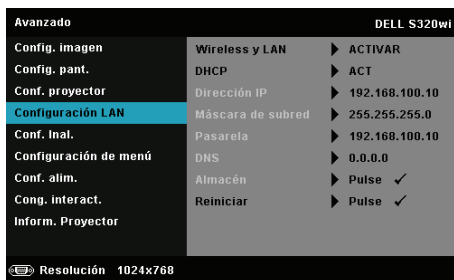 Avanzado DELL S320wi
Config. imagen
Config. pant.
Conf. proyector
Configuración LAN
Conf. Inal.
Configuración de menú
Conf. alim.
Cong. interact.
Inform. Proyector
Wireless y LAN ACTIVAR
DHCP ACT
Dirección IP 192.168.100.10
Máscara de subred 255.255.255.0
Pasarela 192.168.100.10
DNS 0.0.0.0
Almacén Pulse ✓
Reiniciar Pulse ✓
Resolución 1024x768